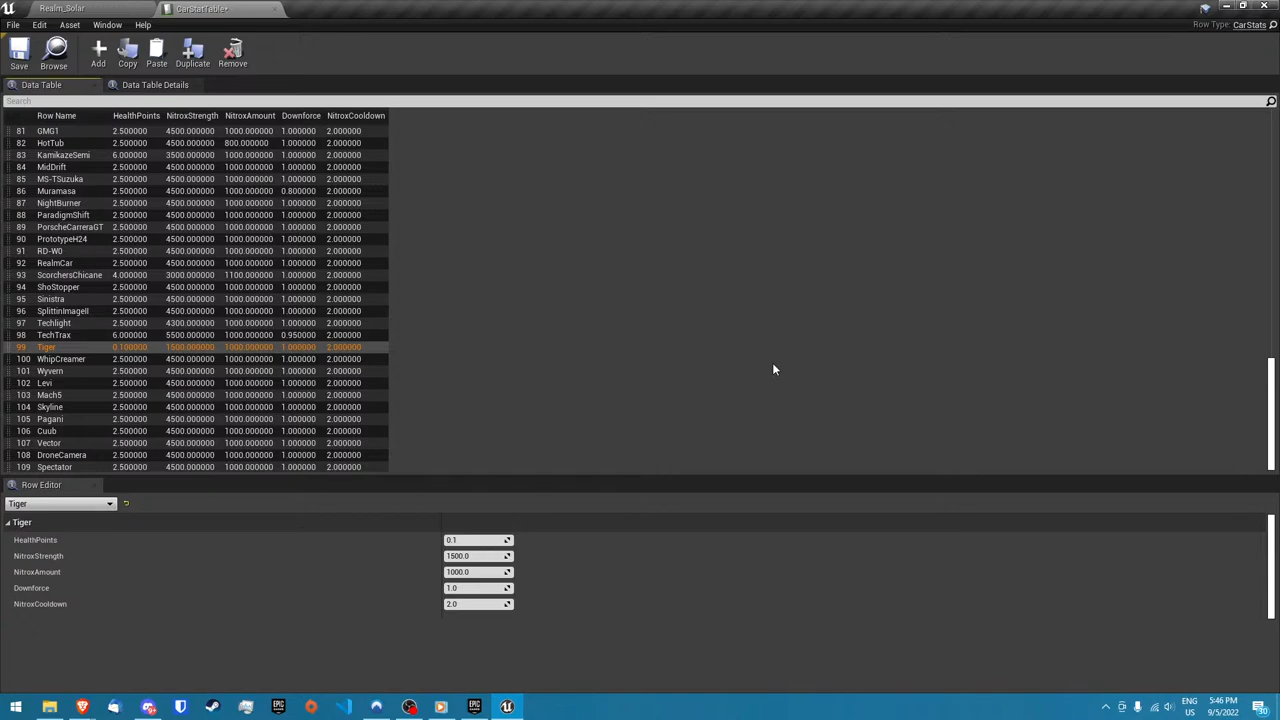 Realm_Solar
CarStatTable*
File Edit Asset Window Help
Row Type: CarStats
Save Browse Add Copy Paste Duplicate Remove
Data Table Data Table Details
Search
Row Name HealthPoints NitroxStrength NitroxAmount Downforce NitroxCooldown
81 GMG1 2.500000 4500.000000 1000.000000 1.000000 2.000000
82 HotTub 2.500000 4500.000000 800.000000 1.000000 2.000000
83 KamikazeSemi 6.000000 3500.000000 1000.000000 1.000000 2.000000
84 MidDrift 2.500000 4500.000000 1000.000000 1.000000 2.000000
85 MS-TSuzuka 2.500000 4500.000000 1000.000000 1.000000 2.000000
86 Muramasa 2.500000 4500.000000 1000.000000 0.800000 2.000000
87 NightBurner 2.500000 4500.000000 1000.000000 1.000000 2.000000
88 ParadigmShift 2.500000 4500.000000 1000.000000 1.000000 2.000000
89 PorscheCarreraGT 2.500000 4500.000000 1000.000000 1.000000 2.000000
90 PrototypeH24 2.500000 4500.000000 1000.000000 1.000000 2.000000
91 RD-W0 2.500000 4500.000000 1000.000000 1.000000 2.000000
92 RealmCar 2.500000 4500.000000 1000.000000 1.000000 2.000000
93 ScorchersChicane 4.000000 3000.000000 1100.000000 1.000000 2.000000
94 ShoStopper 2.500000 4500.000000 1000.000000 1.000000 2.000000
95 Sinistra 2.500000 4500.000000 1000.000000 1.000000 2.000000
96 SplittinImageII 2.500000 4500.000000 1000.000000 1.000000 2.000000
97 Techlight 2.500000 4300.000000 1000.000000 1.000000 2.000000
98 TechTrax 6.000000 5500.000000 1000.000000 0.950000 2.000000
99 Tiger 0.100000 1500.000000 1000.000000 1.000000 2.000000
100 WhipCreamer 2.500000 4500.000000 1000.000000 1.000000 2.000000
101 Wyvern 2.500000 4500.000000 1000.000000 1.000000 2.000000
102 Levi 2.500000 4500.000000 1000.000000 1.000000 2.000000
103 Mach5 2.500000 4500.000000 1000.000000 1.000000 2.000000
104 Skyline 2.500000 4500.000000 1000.000000 1.000000 2.000000
105 Pagani 2.500000 4500.000000 1000.000000 1.000000 2.000000
106 Cuub 2.500000 4500.000000 1000.000000 1.000000 2.000000
107 Vector 2.500000 4500.000000 1000.000000 1.000000 2.000000
108 DroneCamera 2.500000 4500.000000 1000.000000 1.000000 2.000000
109 Spectator 2.500000 4500.000000 1000.000000 1.000000 2.000000
Row Editor
Tiger
Tiger
HealthPoints 0.1
NitroxStrength 1500.0
NitroxAmount 1000.0
Downforce 1.0
NitroxCooldown 2.0
ENG 5:46 PM
US 9/5/2022
30
EPIC GAMES
EPIC GAMES